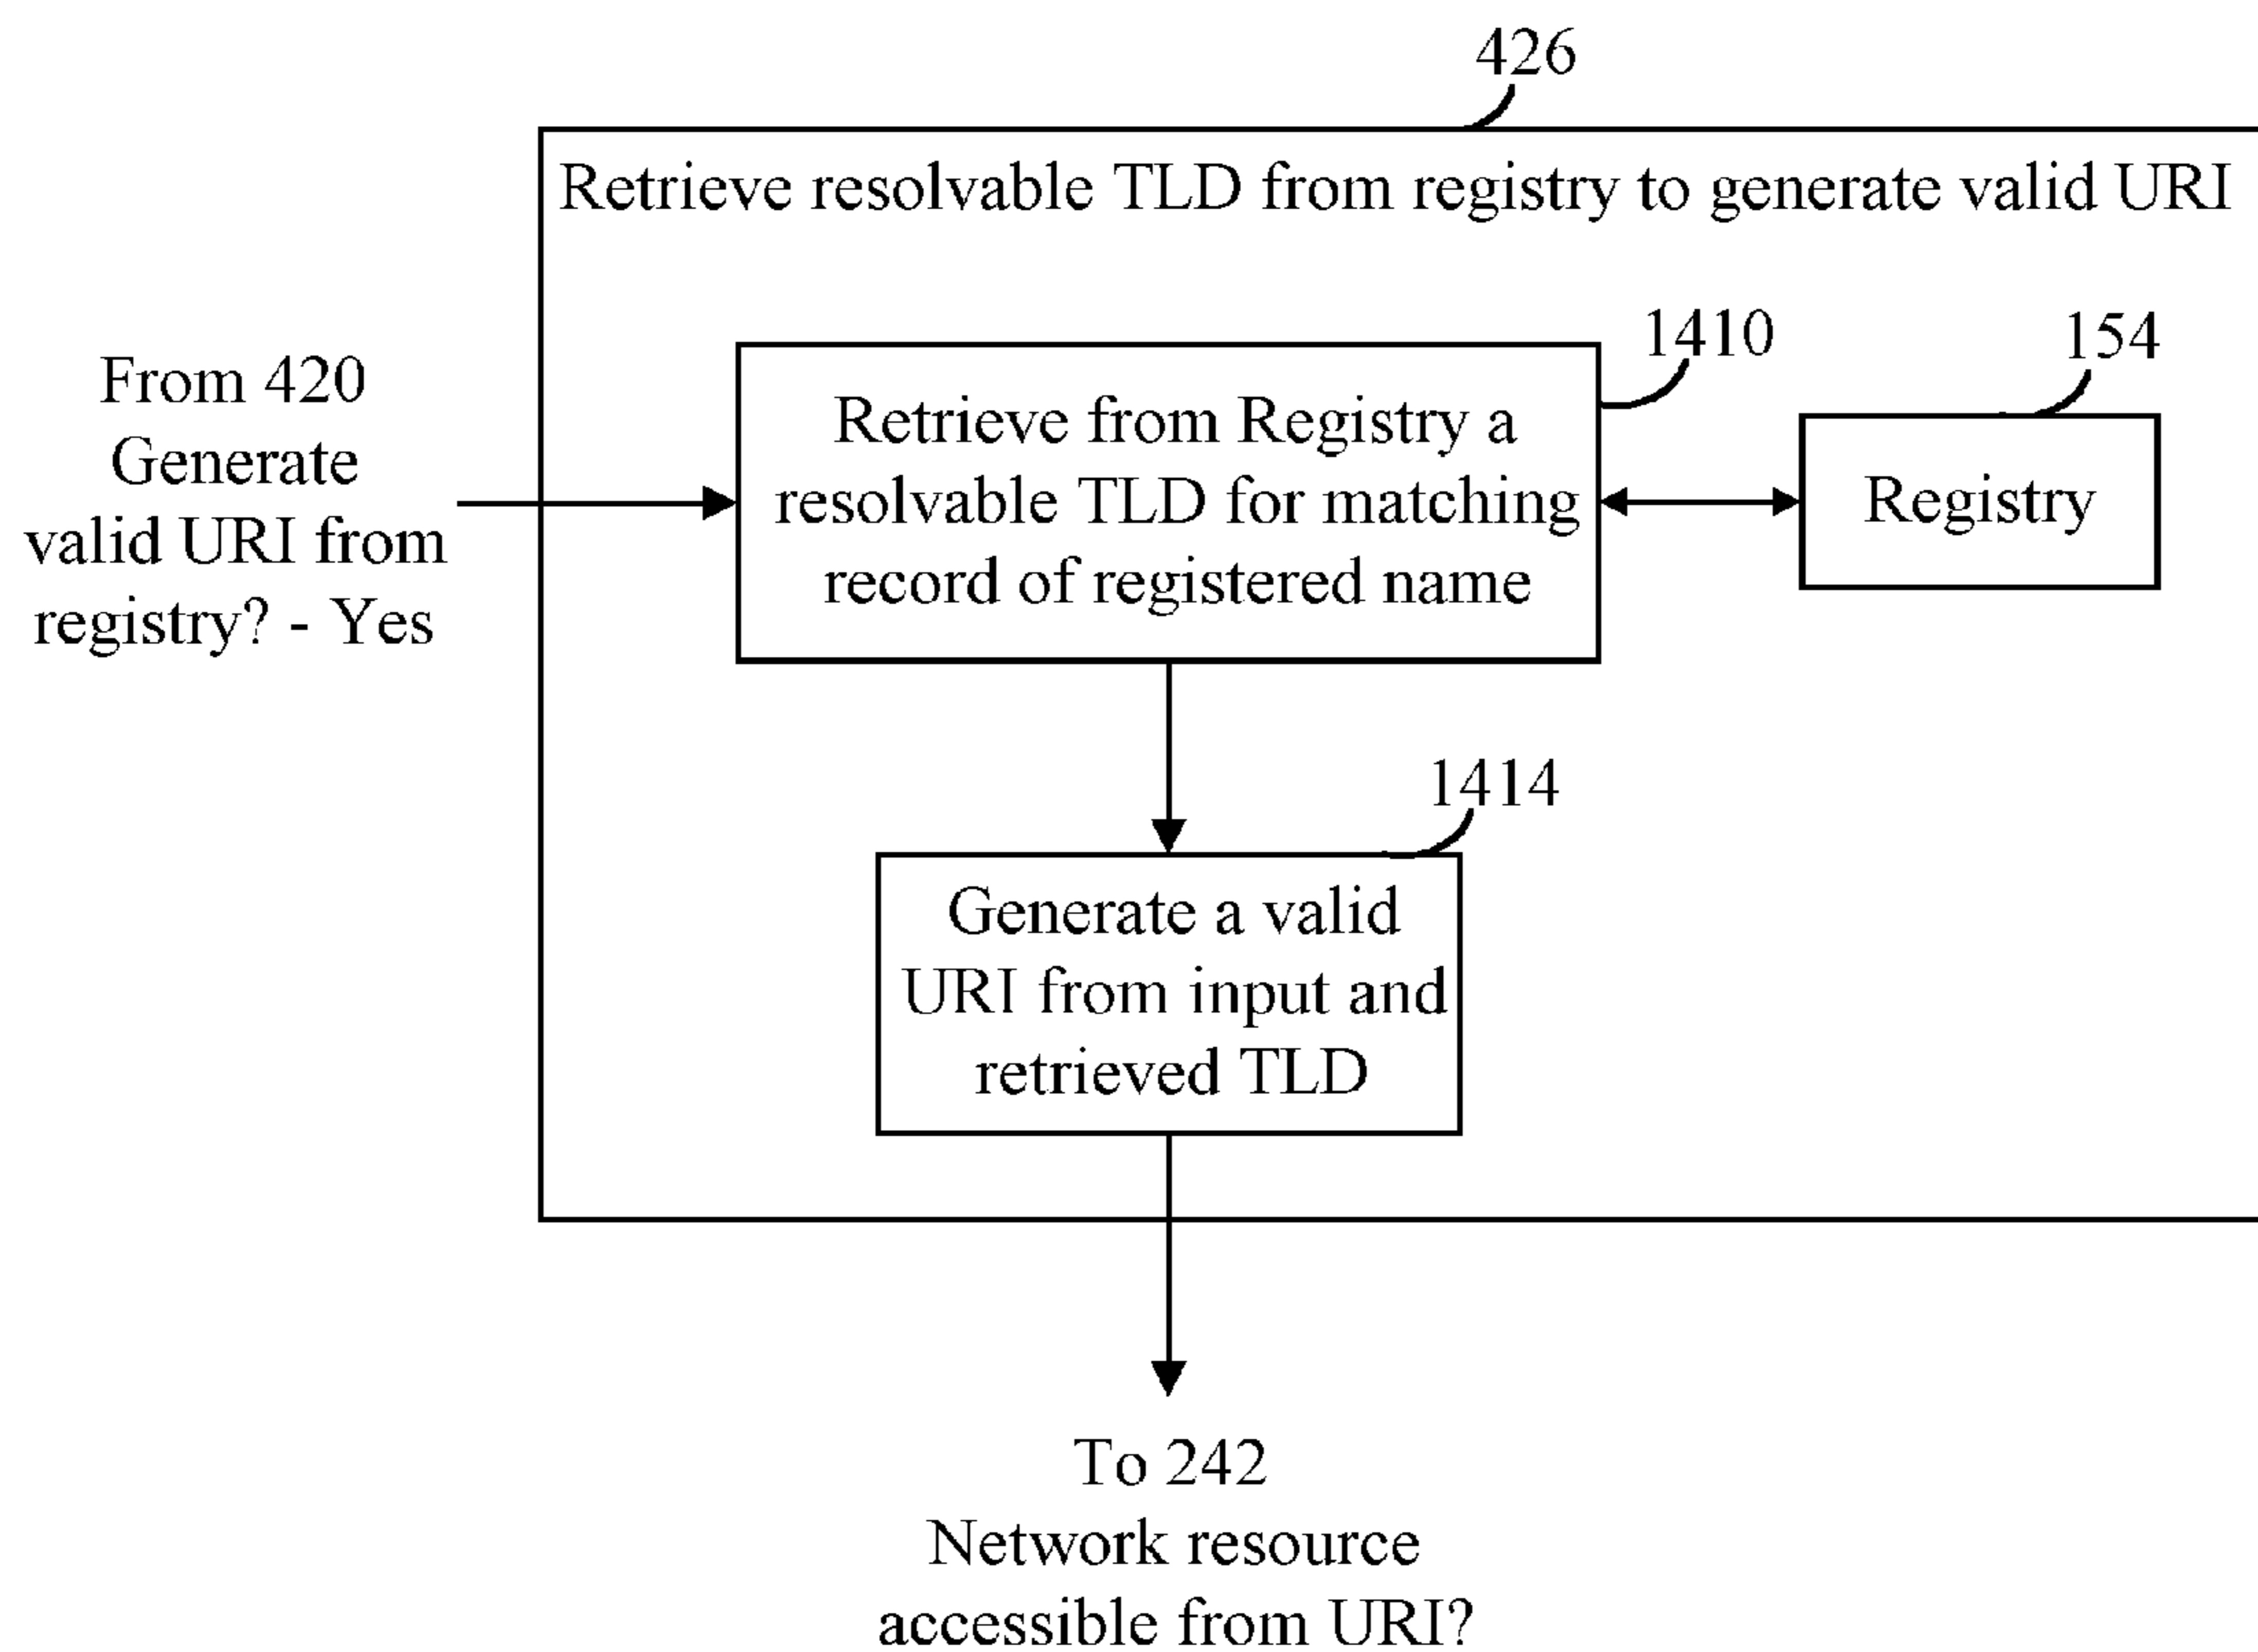 426
Retrieve resolvable TLD from registry to generate valid URI
From 420
Generate
valid URI from
registry? - Yes
1410
Retrieve from Registry a
resolvable TLD for matching
record of registered name
154
Registry
1414
Generate a valid
URI from input and
retrieved TLD
To 242
Network resource
accessible from URI?